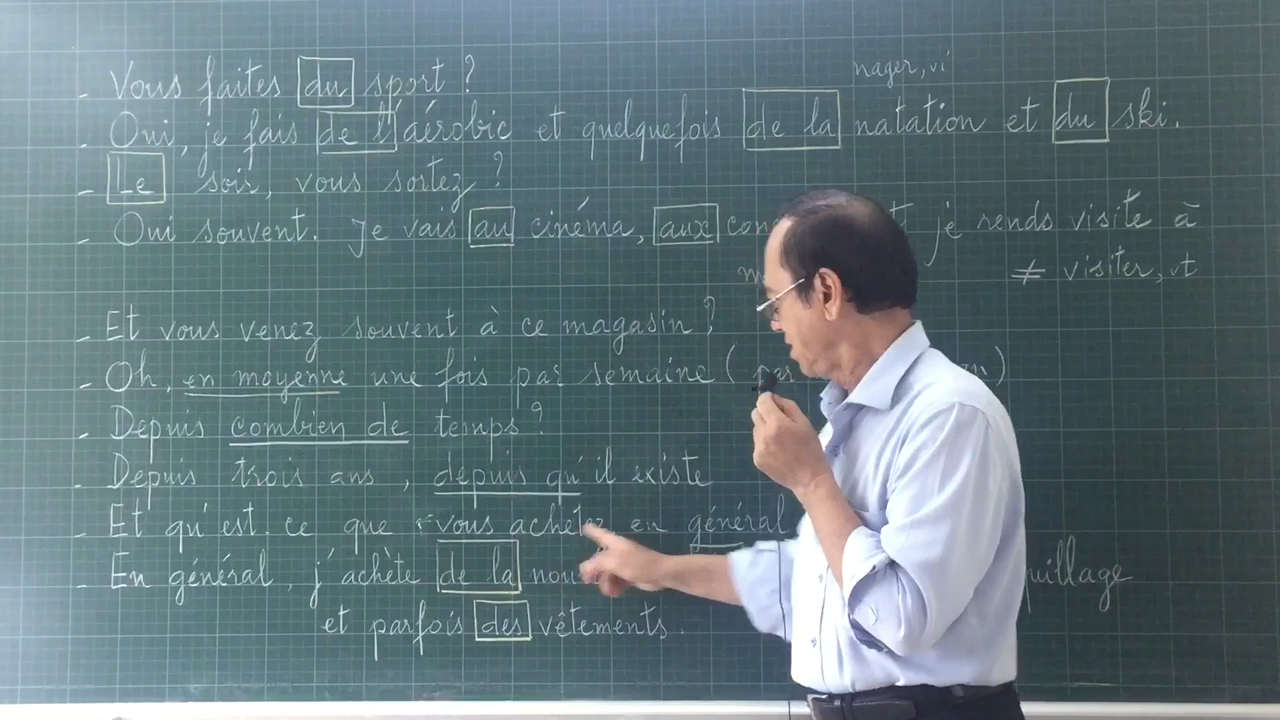 - Vous faites du sport ?
nager, vi
- Oui, je fais de l'aérobic et quelquefois de la natation et du ski.
- Le soir, vous sortez ?
- Oui souvent. Je vais au cinéma, aux je rends visite à
≠ visiter, vt
- Et vous venez souvent à ce magasin ?
- Oh, en moyenne une fois par semaine ( par
- Depuis combien de temps ?
- Depuis trois ans, depuis qu'il existe
- Et qu'est-ce que vous achetez en général
- En général, j'achète de la
et parfois des vêtements.